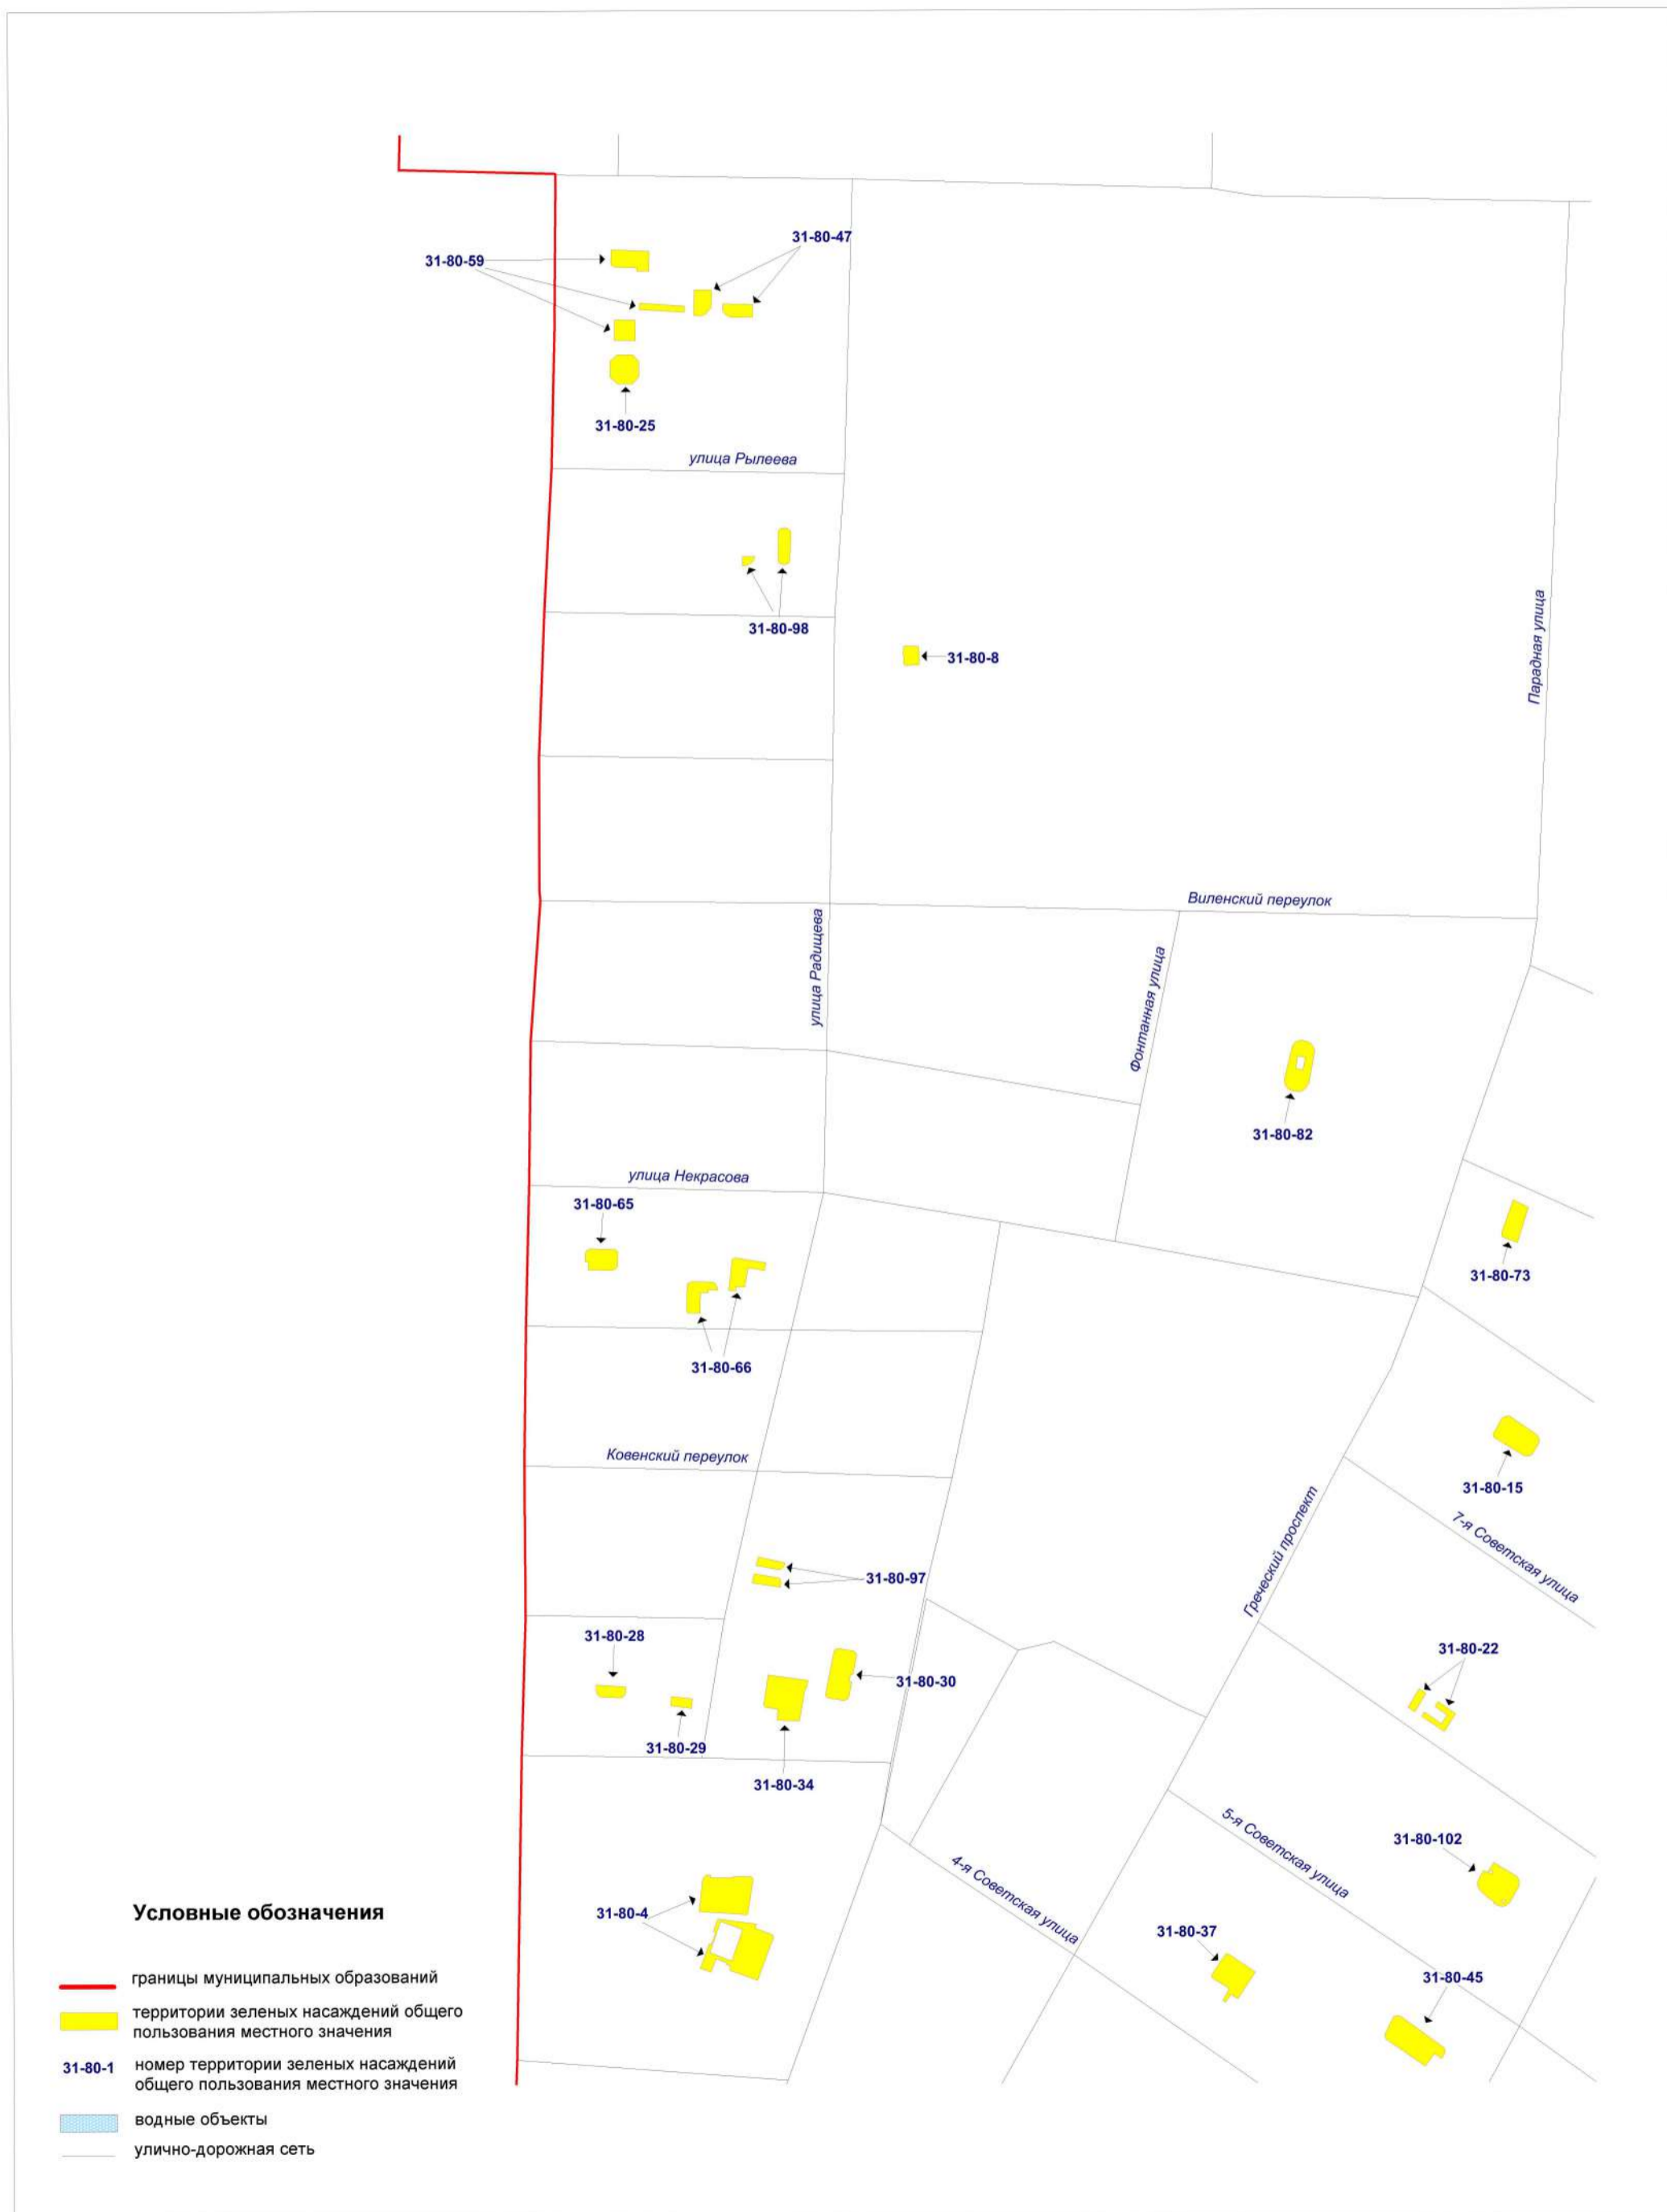 31-80-47
31-80-59
31-80-25
улица Рылеева
31-80-98
31-80-8
Парадная улица
Виленский переулок
улица Радищева
Фонтанная улица
31-80-82
улица Некрасова
31-80-65
31-80-73
31-80-66
Ковенский переулок
31-80-15
Греческий проспект
7-я Советская улица
31-80-97
31-80-28
31-80-22
31-80-30
31-80-29
31-80-34
5-я Советская улица
31-80-102
4-я Советская улица
31-80-4
31-80-37
31-80-45
Условные обозначения
границы муниципальных образований
территории зеленых насаждений общего
пользования местного значения
31-80-1
номер территории зеленых насаждений
общего пользования местного значения
водные объекты
улично-дорожная сеть